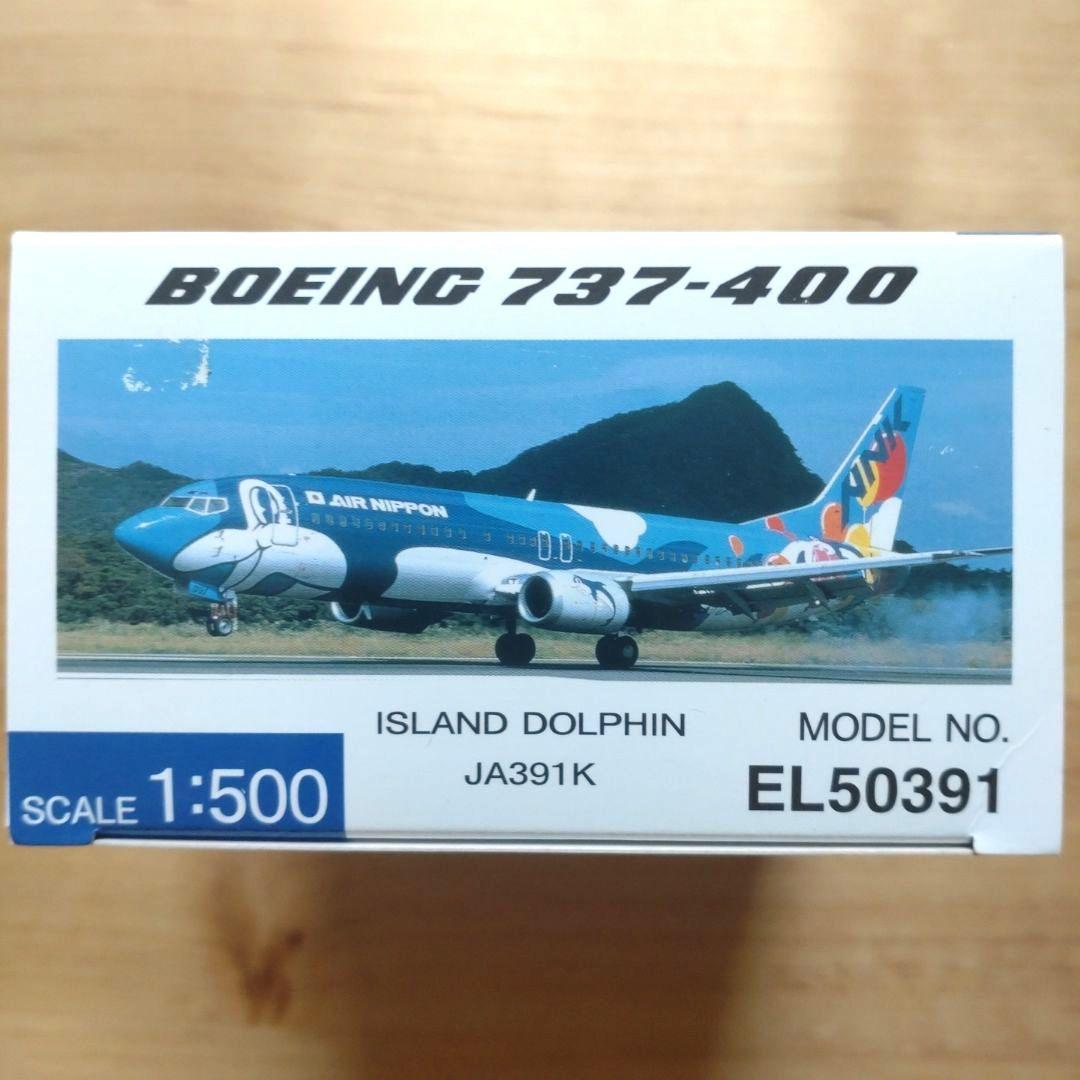 BOEING 737-400
AIR NIPPON
ANK
ISLAND DOLPHIN
JA391K
MODEL NO.
EL50391
SCALE 1:500